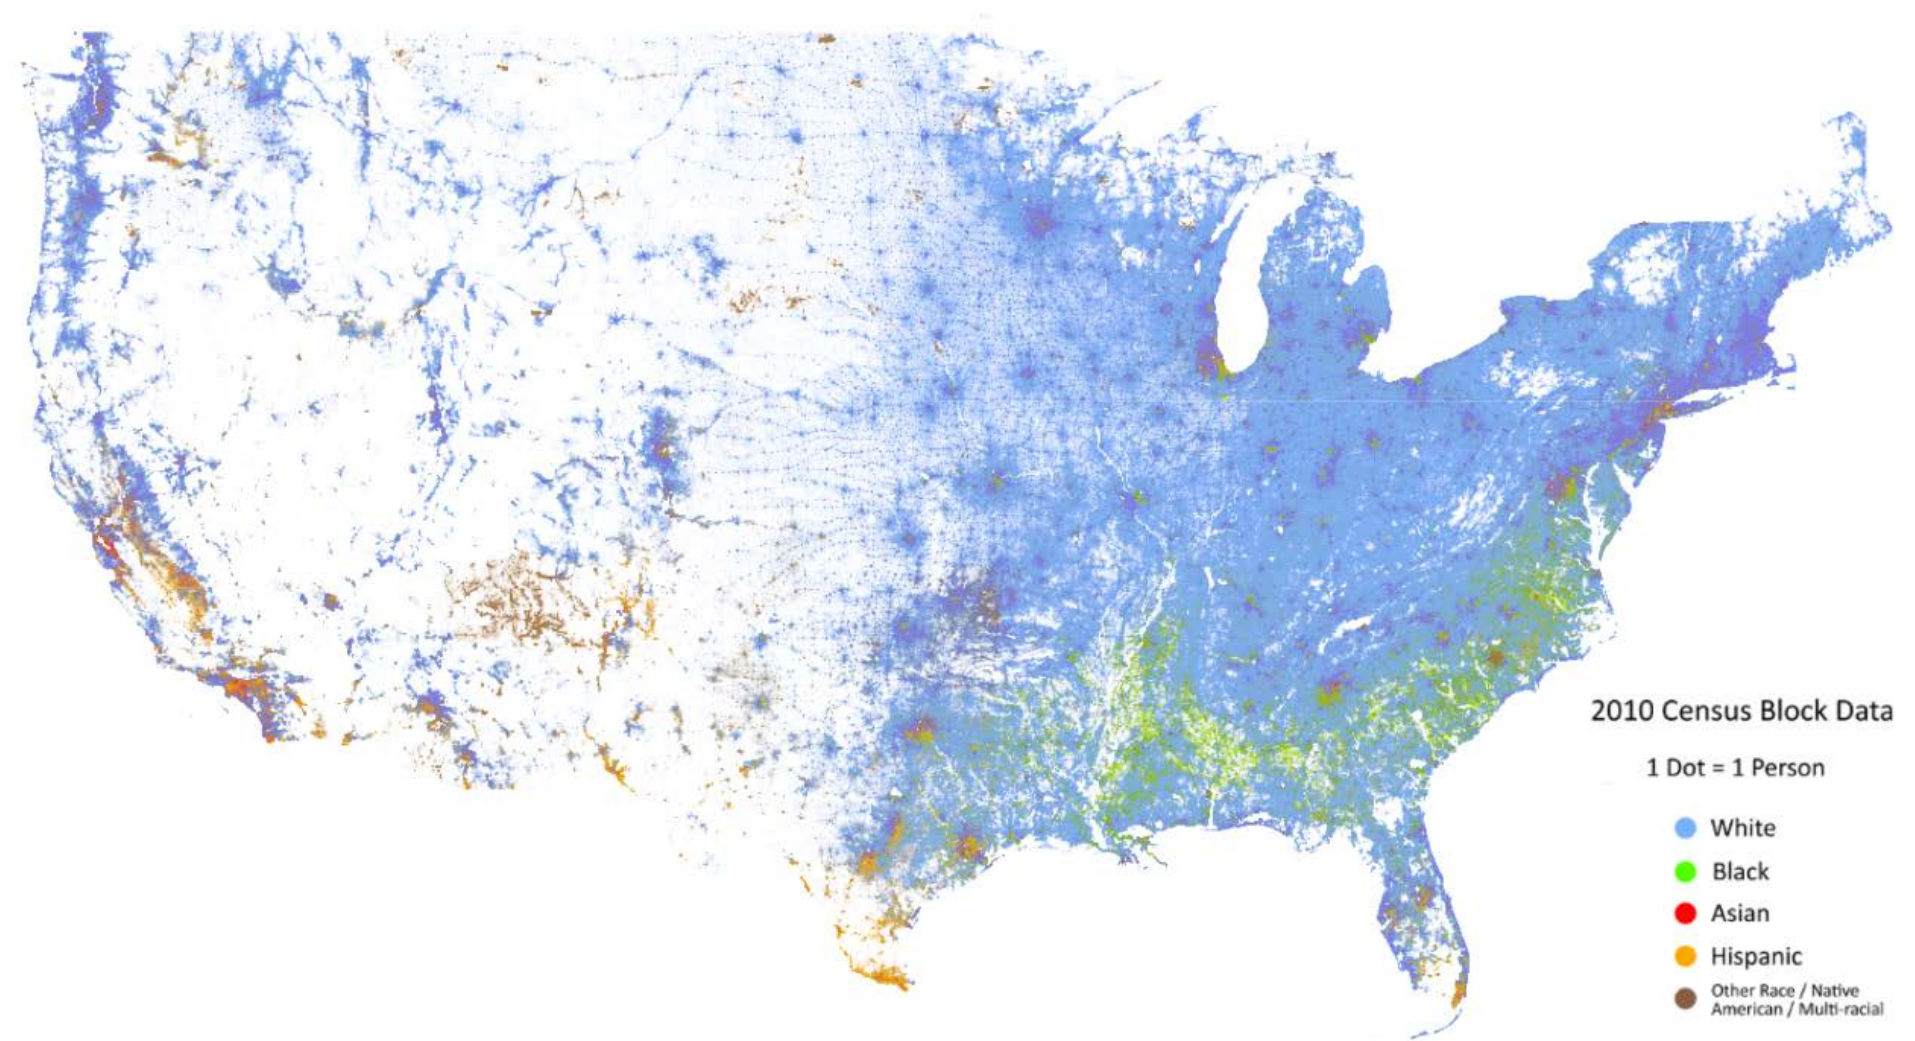 2010 Census Block Data
1 Dot = 1 Person
White
Black
Asian
Hispanic
Other Race / Native
American / Multi-racial